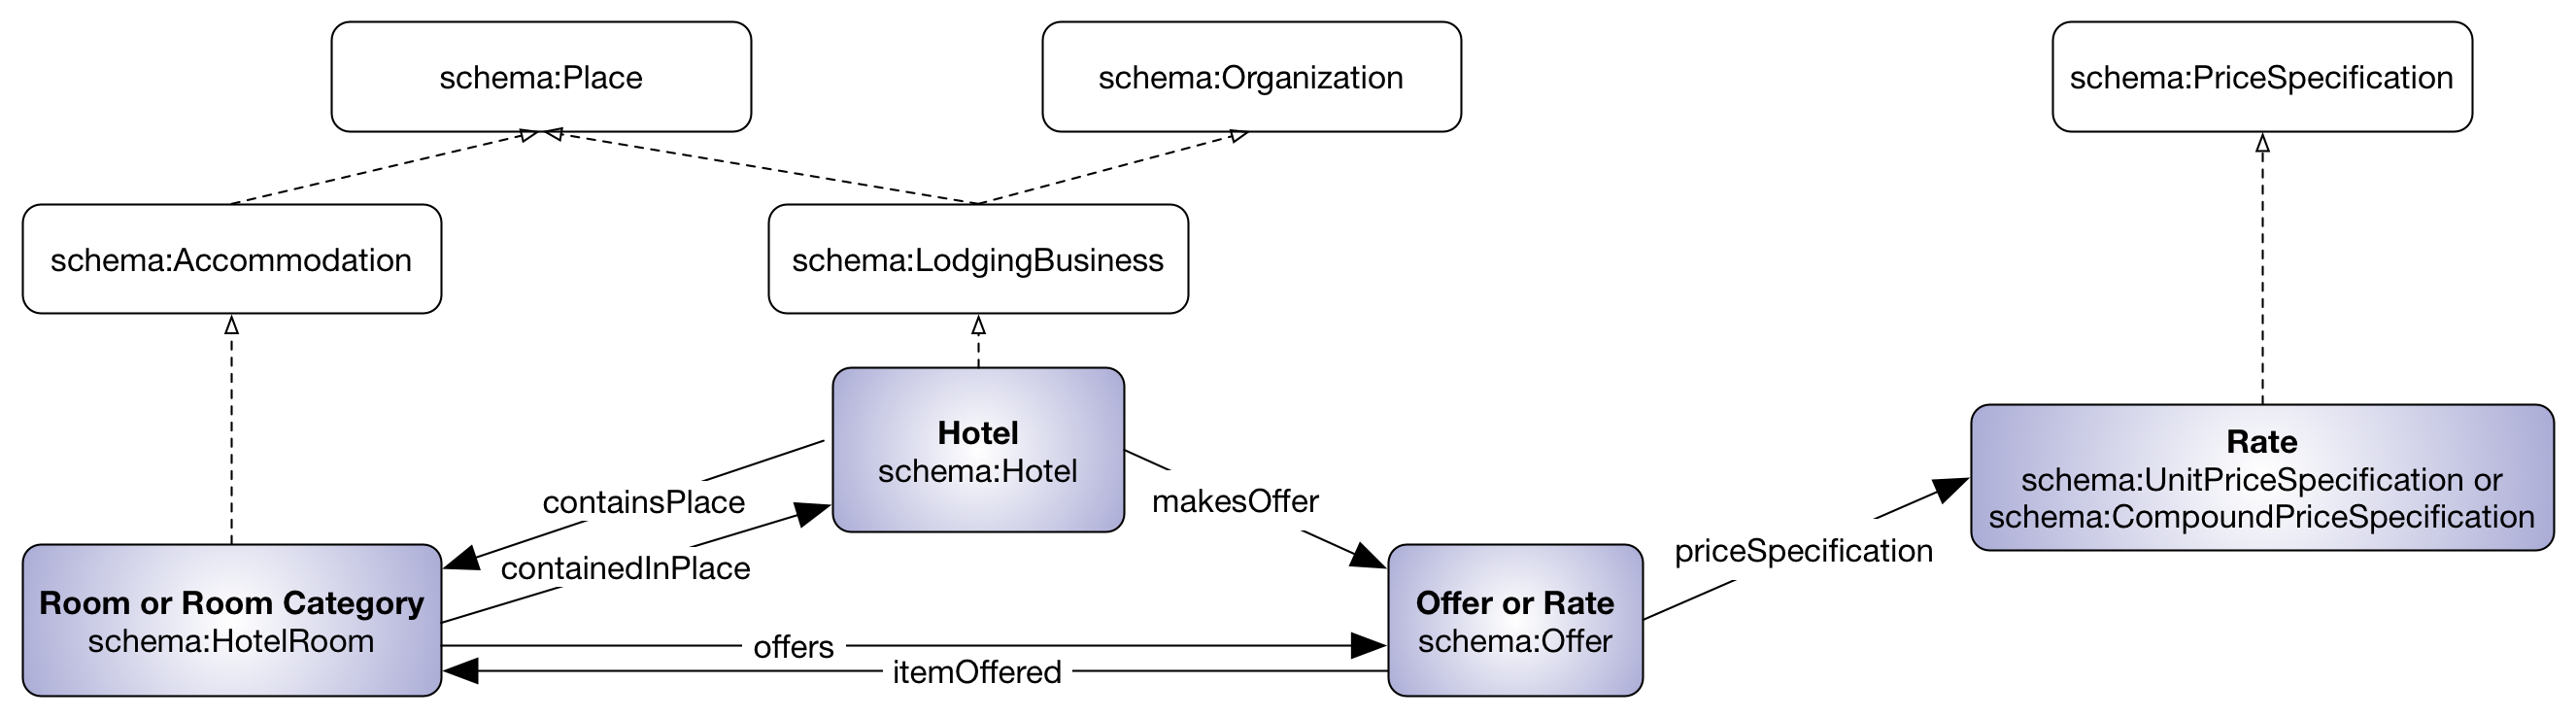 schema:Place
schema:Organization
schema:PriceSpecification
schema:Accommodation
schema:LodgingBusiness
Hotel
schema:Hotel
Rate
schema:UnitPriceSpecification or
schema:CompoundPriceSpecification
containsPlace
makesOffer
priceSpecification
containedInPlace
Room or Room Category
schema:HotelRoom
Offer or Rate
schema:Offer
offers
itemOffered